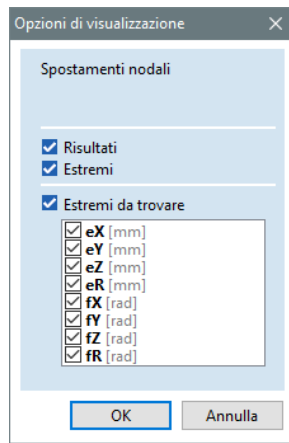 Opzioni di visualizzazione
Spostamenti nodali
Risultati
Estremi
Estremi da trovare
eX [mm]
eY [mm]
eZ [mm]
eR [mm]
fX [rad]
fY [rad]
fZ [rad]
fR [rad]
OK
Annulla